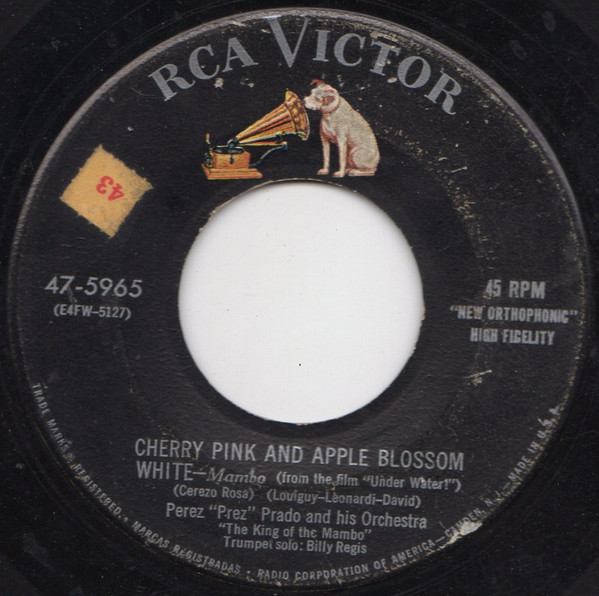 RCA VICTOR
43
47-5965
(E4FW-5127)
45 RPM
"NEW ORTHOPHONIC"
HIGH FIDELITY
CHERRY PINK AND APPLE BLOSSOM
WHITE—Mambo (from the film "Under Water!")
(Cerezo Rosa) (Louiguy-Leonardi-David)
Perez "Prez" Prado and his Orchestra
"The King of the Mambo"
Trumpet solo: Billy Regis
TRADE MARKS ® REGISTERED • MARCAS REGISTRADAS • RADIO CORPORATION OF AMERICA—CAMDEN, N. J.—MADE IN U.S.A.